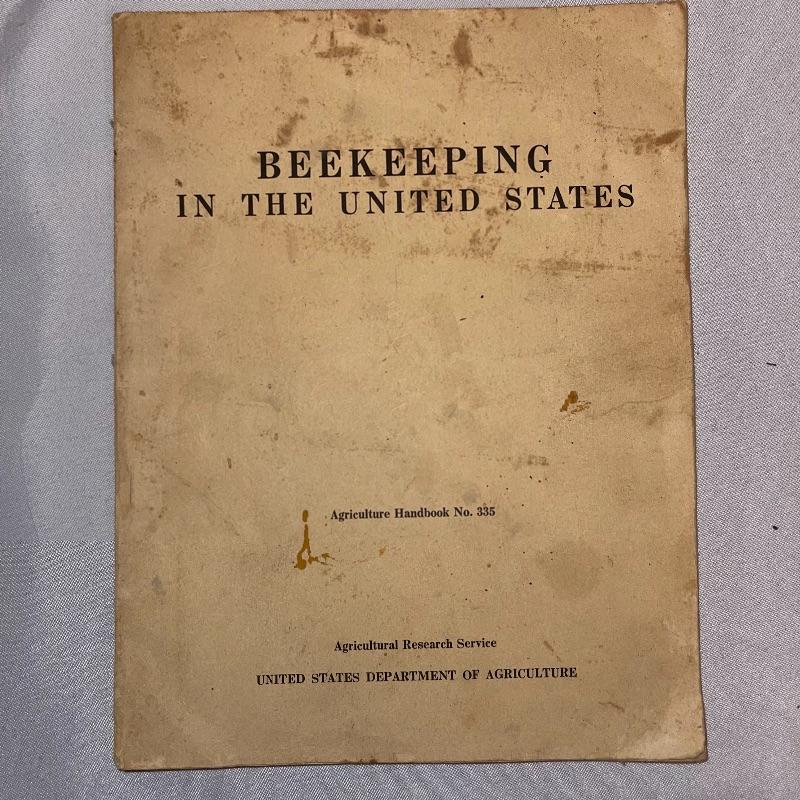 BEEKEEPING
IN THE UNITED STATES
Agriculture Handbook No. 335
Agricultural Research Service
UNITED STATES DEPARTMENT OF AGRICULTURE